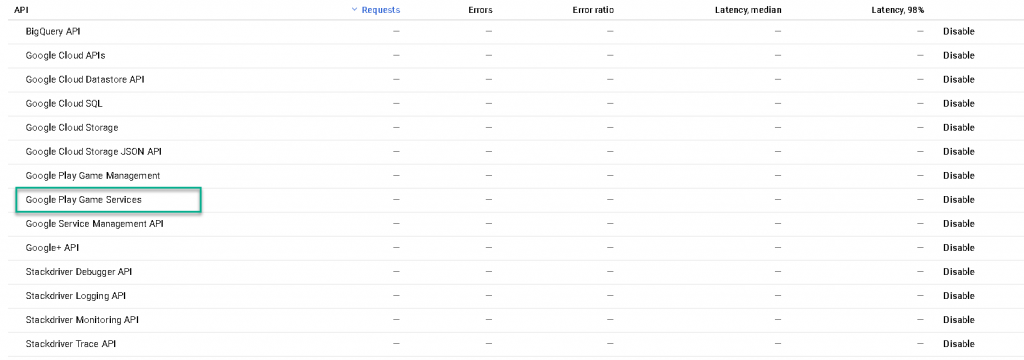 API Requests Errors Error ratio Latency, median Latency, 98%
BigQuery API — — — — — Disable
Google Cloud APIs — — — — — Disable
Google Cloud Datastore API — — — — — Disable
Google Cloud SQL — — — — — Disable
Google Cloud Storage — — — — — Disable
Google Cloud Storage JSON API — — — — — Disable
Google Play Game Management — — — — — Disable
Google Play Game Services — — — — — Disable
Google Service Management API — — — — — Disable
Google+ API — — — — — Disable
Stackdriver Debugger API — — — — — Disable
Stackdriver Logging API — — — — — Disable
Stackdriver Monitoring API — — — — — Disable
Stackdriver Trace API — — — — — Disable